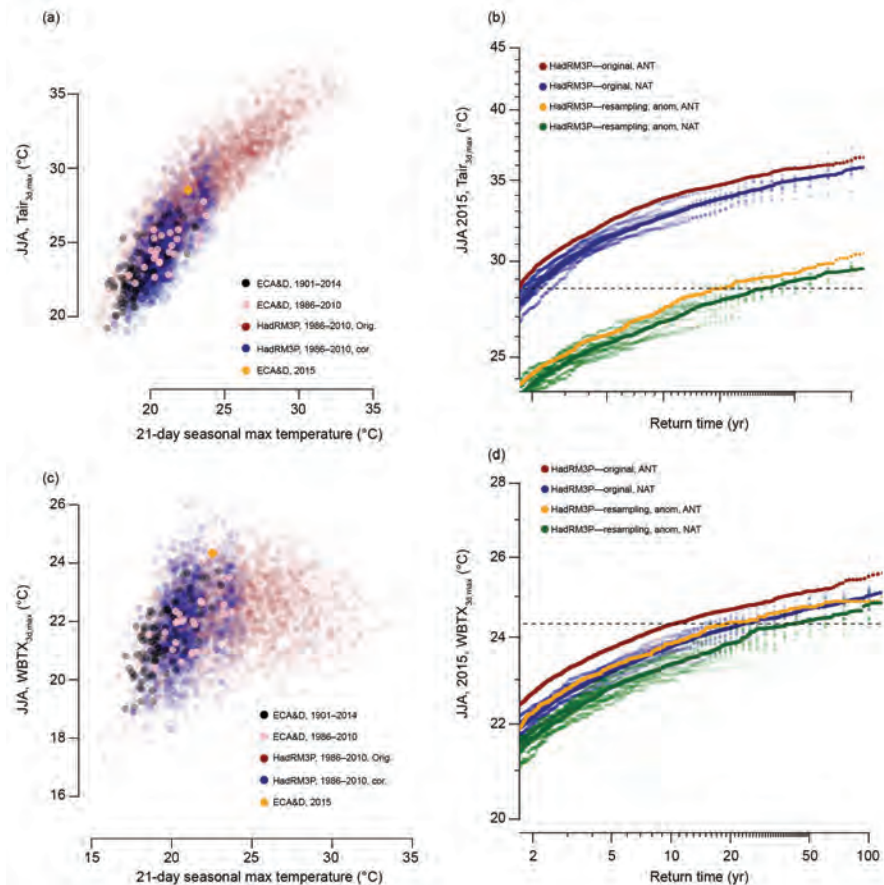 (a)
JJA, Tair3d,max (°C)
35
30
25
20
ECA&D, 1901–2014
ECA&D, 1986–2010
HadRM3P, 1986–2010, Orig.
HadRM3P, 1986–2010, cor.
ECA&D, 2015
20 25 30 35
21-day seasonal max temperature (°C)
(b)
JJA 2015, Tair3d,max (°C)
45
40
35
30
25
HadRM3P—original, ANT
HadRM3P—orginal, NAT
HadRM3P—resampling, anom, ANT
HadRM3P—resampling, anom, NAT
Return time (yr)
(c)
JJA, WBTX3d,max (°C)
26
24
22
20
18
16
ECA&D, 1901–2014
ECA&D, 1986–2010
HadRM3P, 1986–2010, Orig.
HadRM3P, 1986–2010, cor.
ECA&D, 2015
15 20 25 30 35
21-day seasonal max temperature (°C)
(d)
JJA, 2015, WBTX3d,max (°C)
28
26
24
22
20
HadRM3P—original, ANT
HadRM3P—orginal, NAT
HadRM3P—resampling, anom, ANT
HadRM3P—resampling, anom, NAT
2 5 10 20 50 100
Return time (yr)